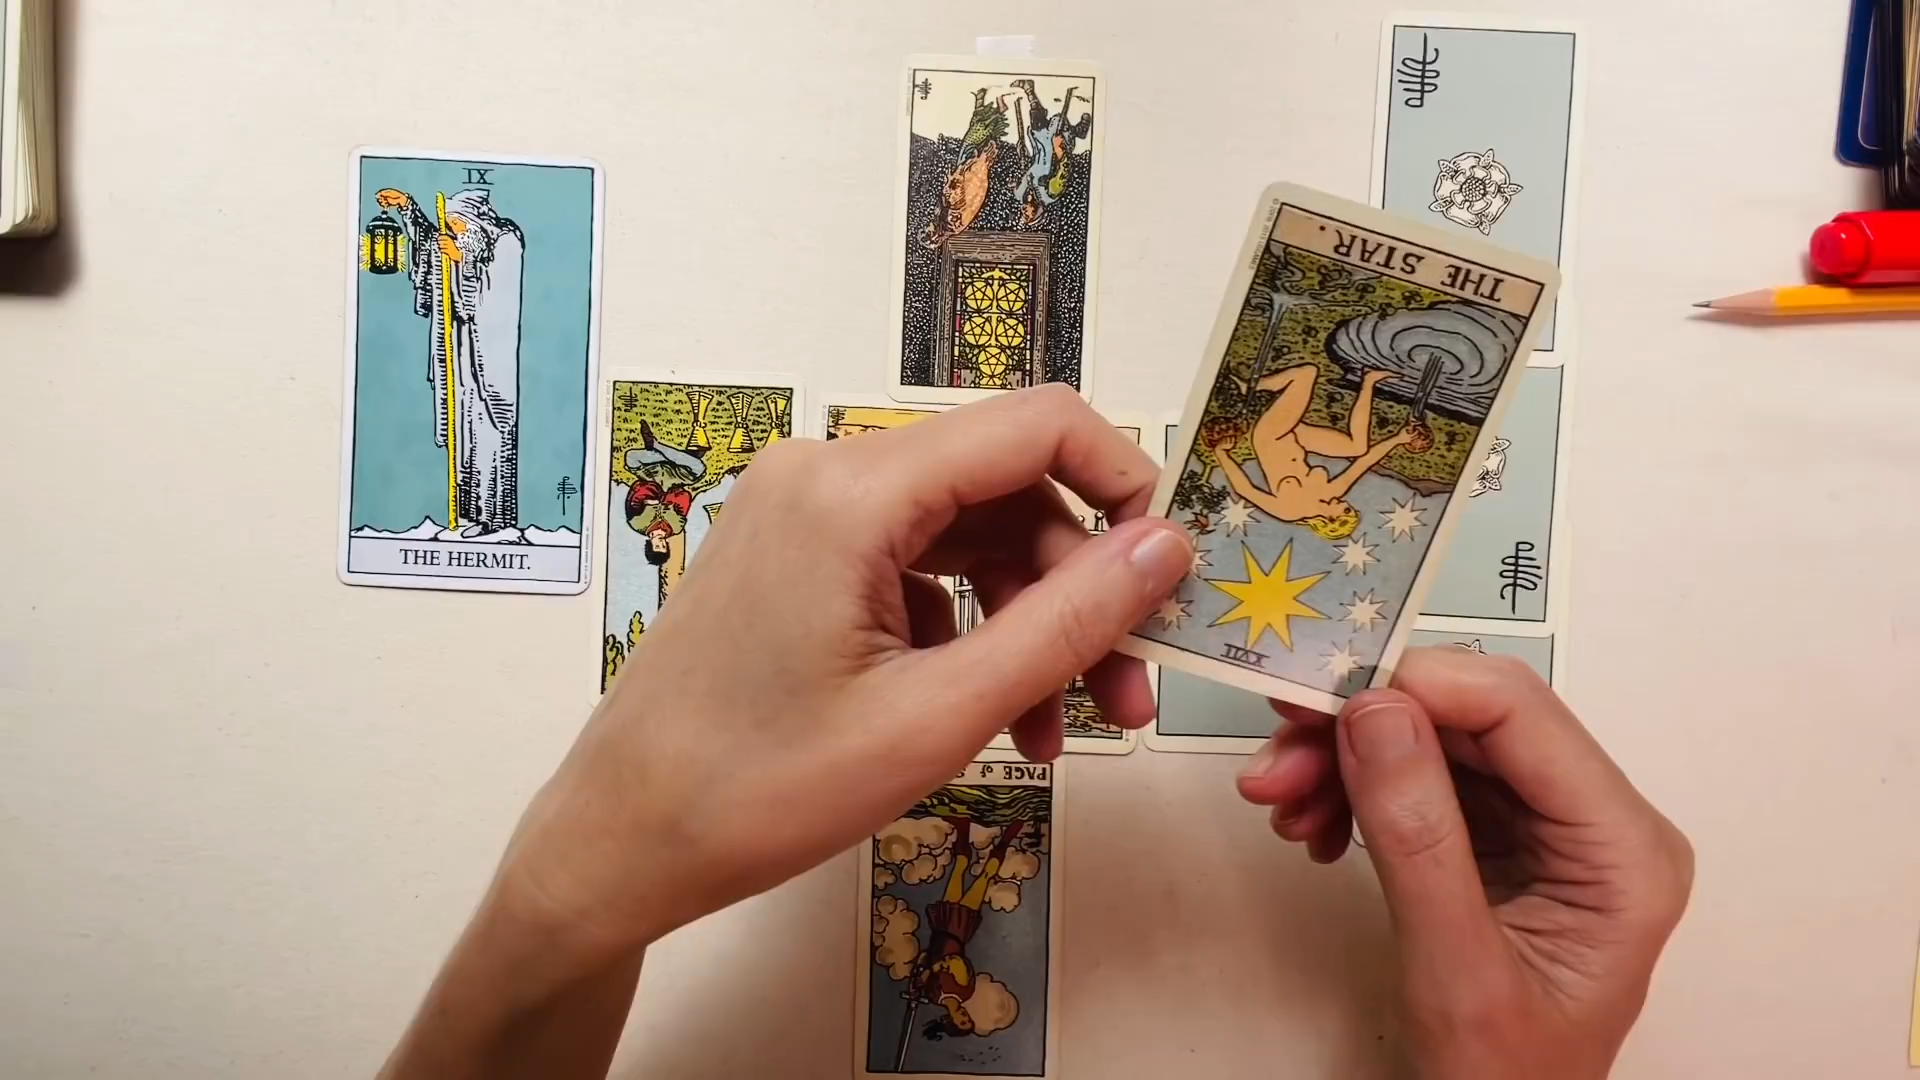 IX
THE HERMIT.
THE STAR.
XVII
PAGE of